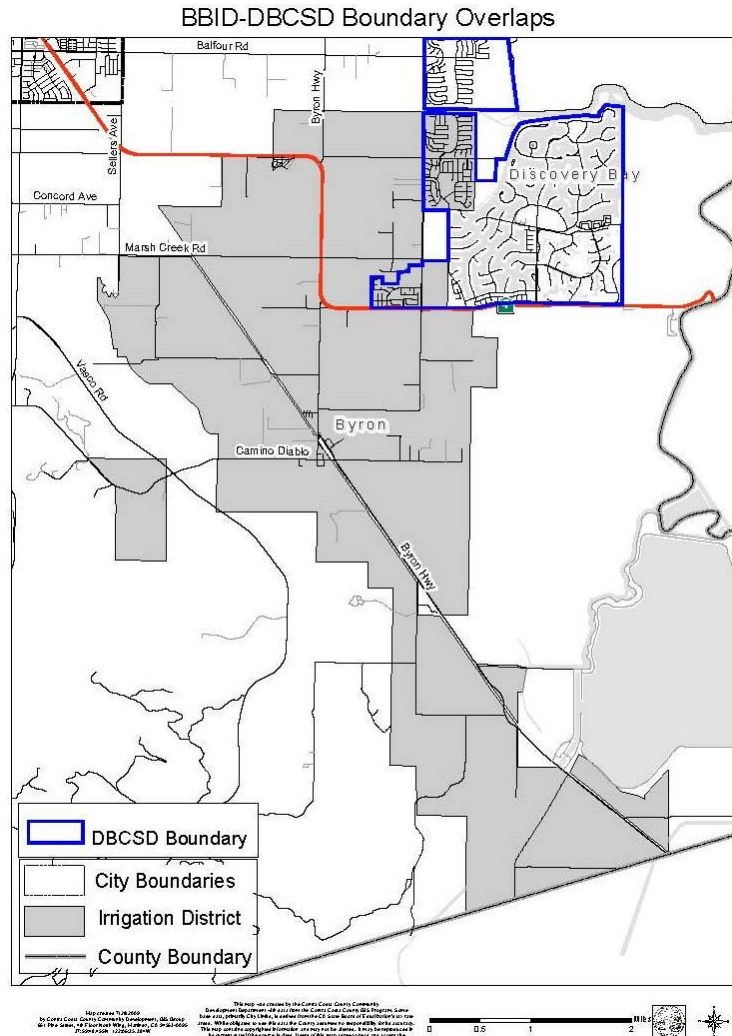 BBID-DBCSD Boundary Overlaps
Balfour Rd
Byron Hwy
Sellers Ave
Discovery Bay
Concord Ave
Marsh Creek Rd
Vasco Rd
Byron
Camino Diablo
Byron Hwy
DBCSD Boundary
City Boundaries
Irrigation District
County Boundary
0 0.5 1 2 Miles